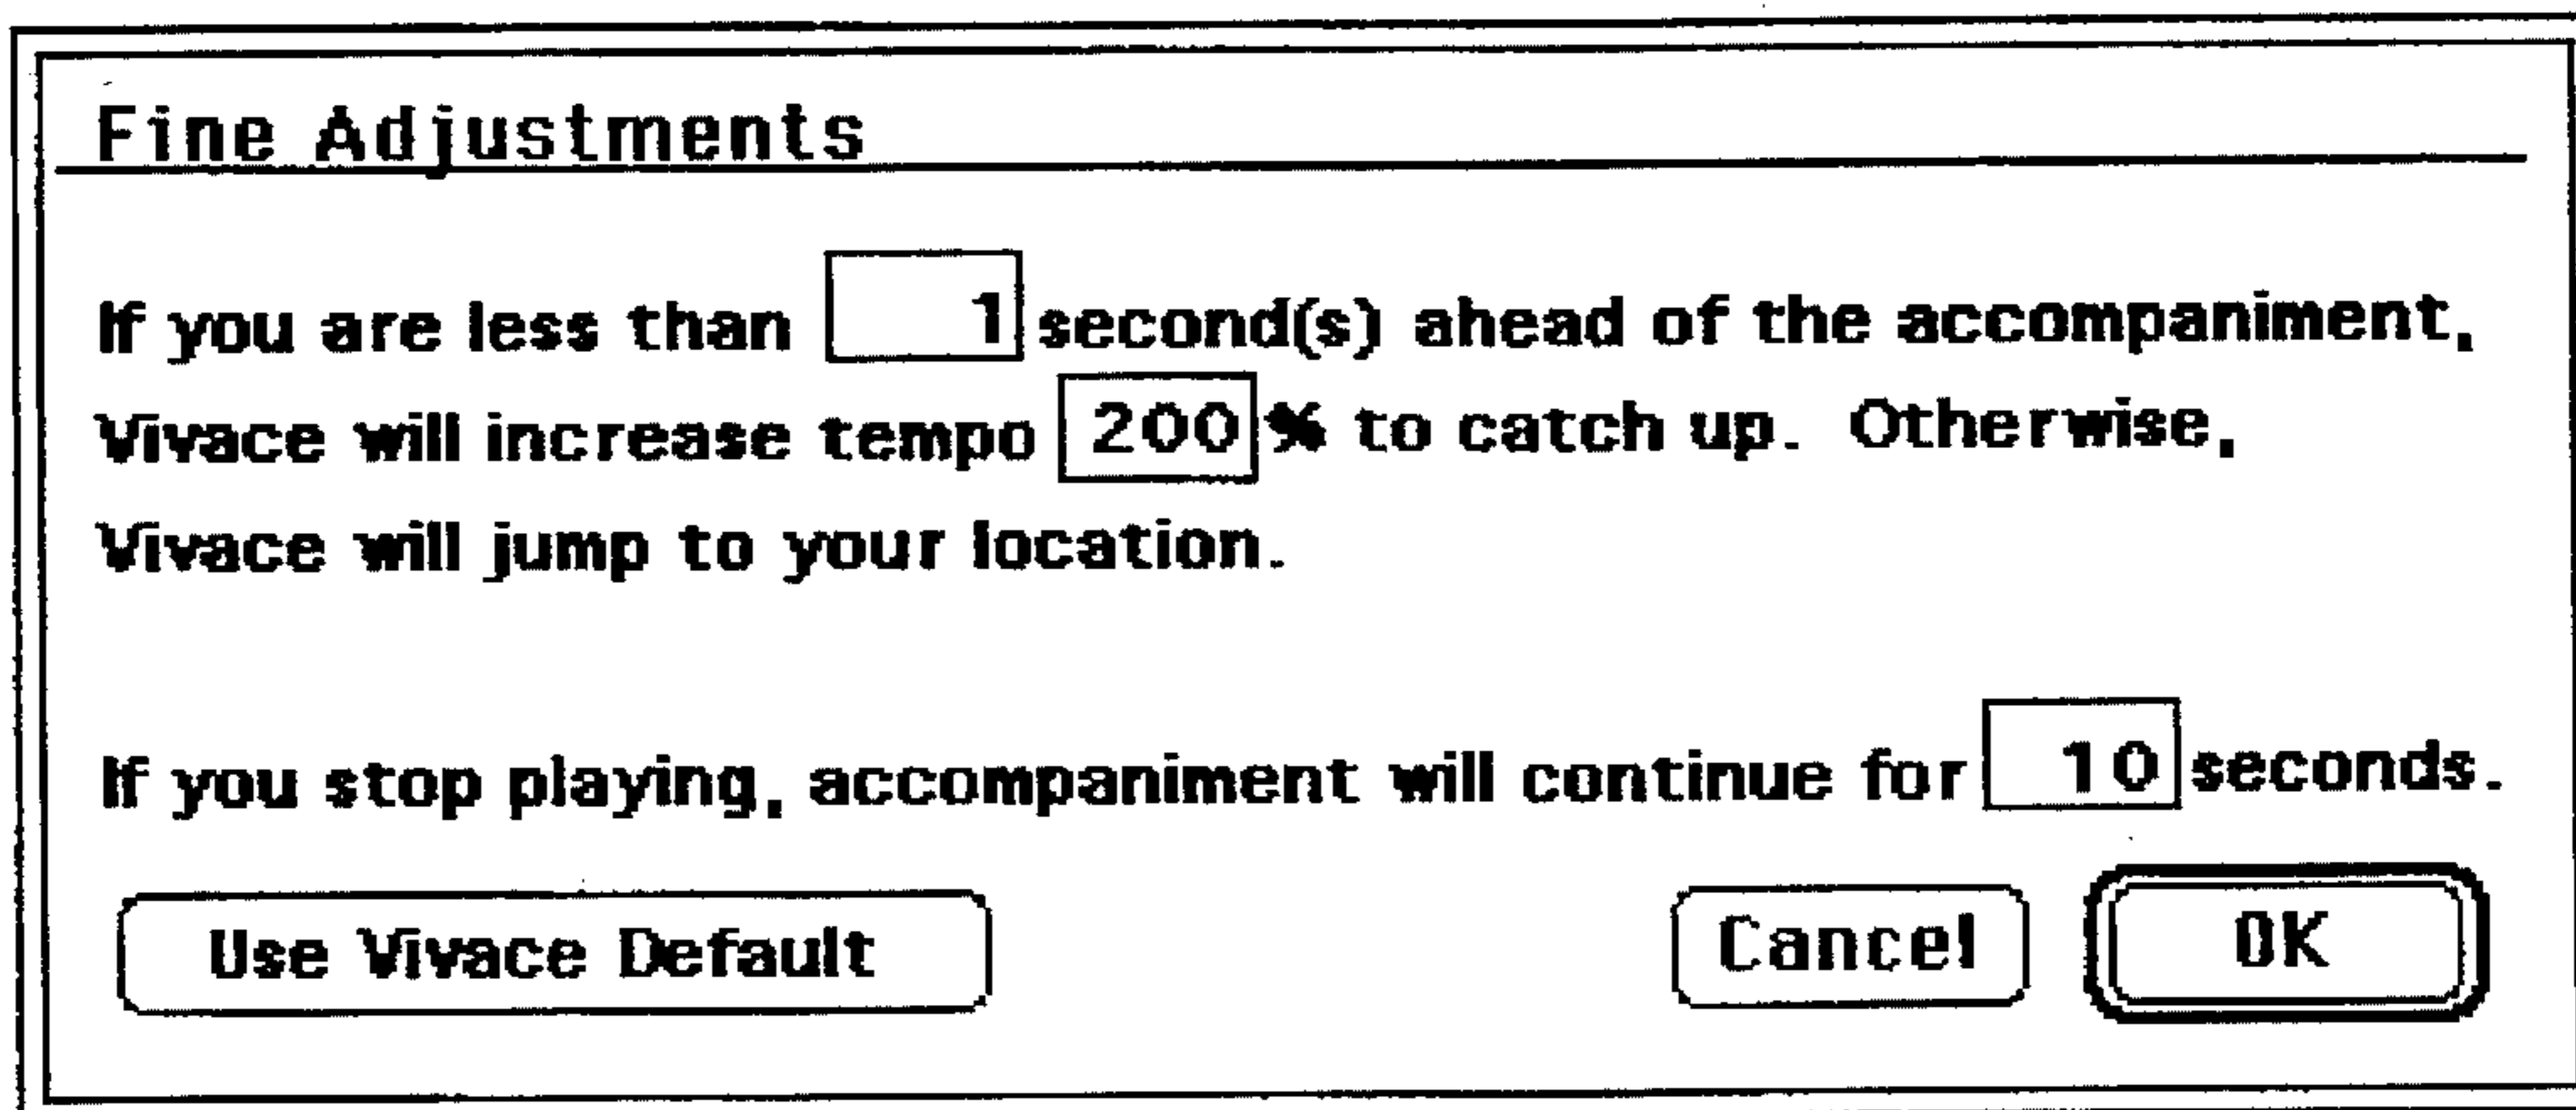 Fine Adjustments
If you are less than 1 second(s) ahead of the accompaniment,
Vivace will increase tempo 200 % to catch up. Otherwise,
Vivace will jump to your location.
If you stop playing, accompaniment will continue for 10 seconds.
Use Vivace Default Cancel OK